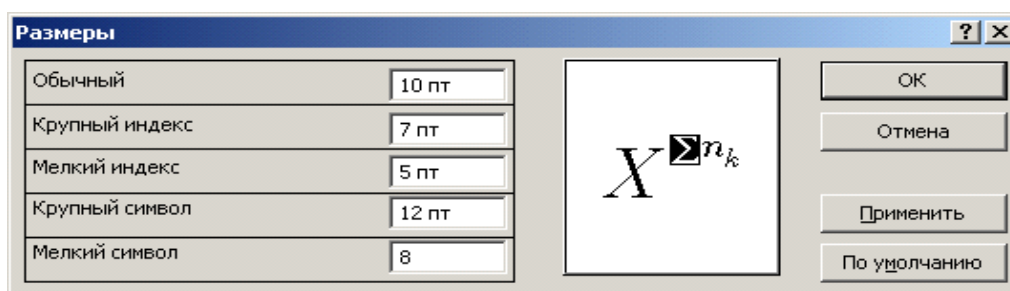 Размеры
Обычный 10 пт
Крупный индекс 7 пт
Мелкий индекс 5 пт
Крупный символ 12 пт
Мелкий символ 8
X Σ n k
ОК
Отмена
Применить
По умолчанию